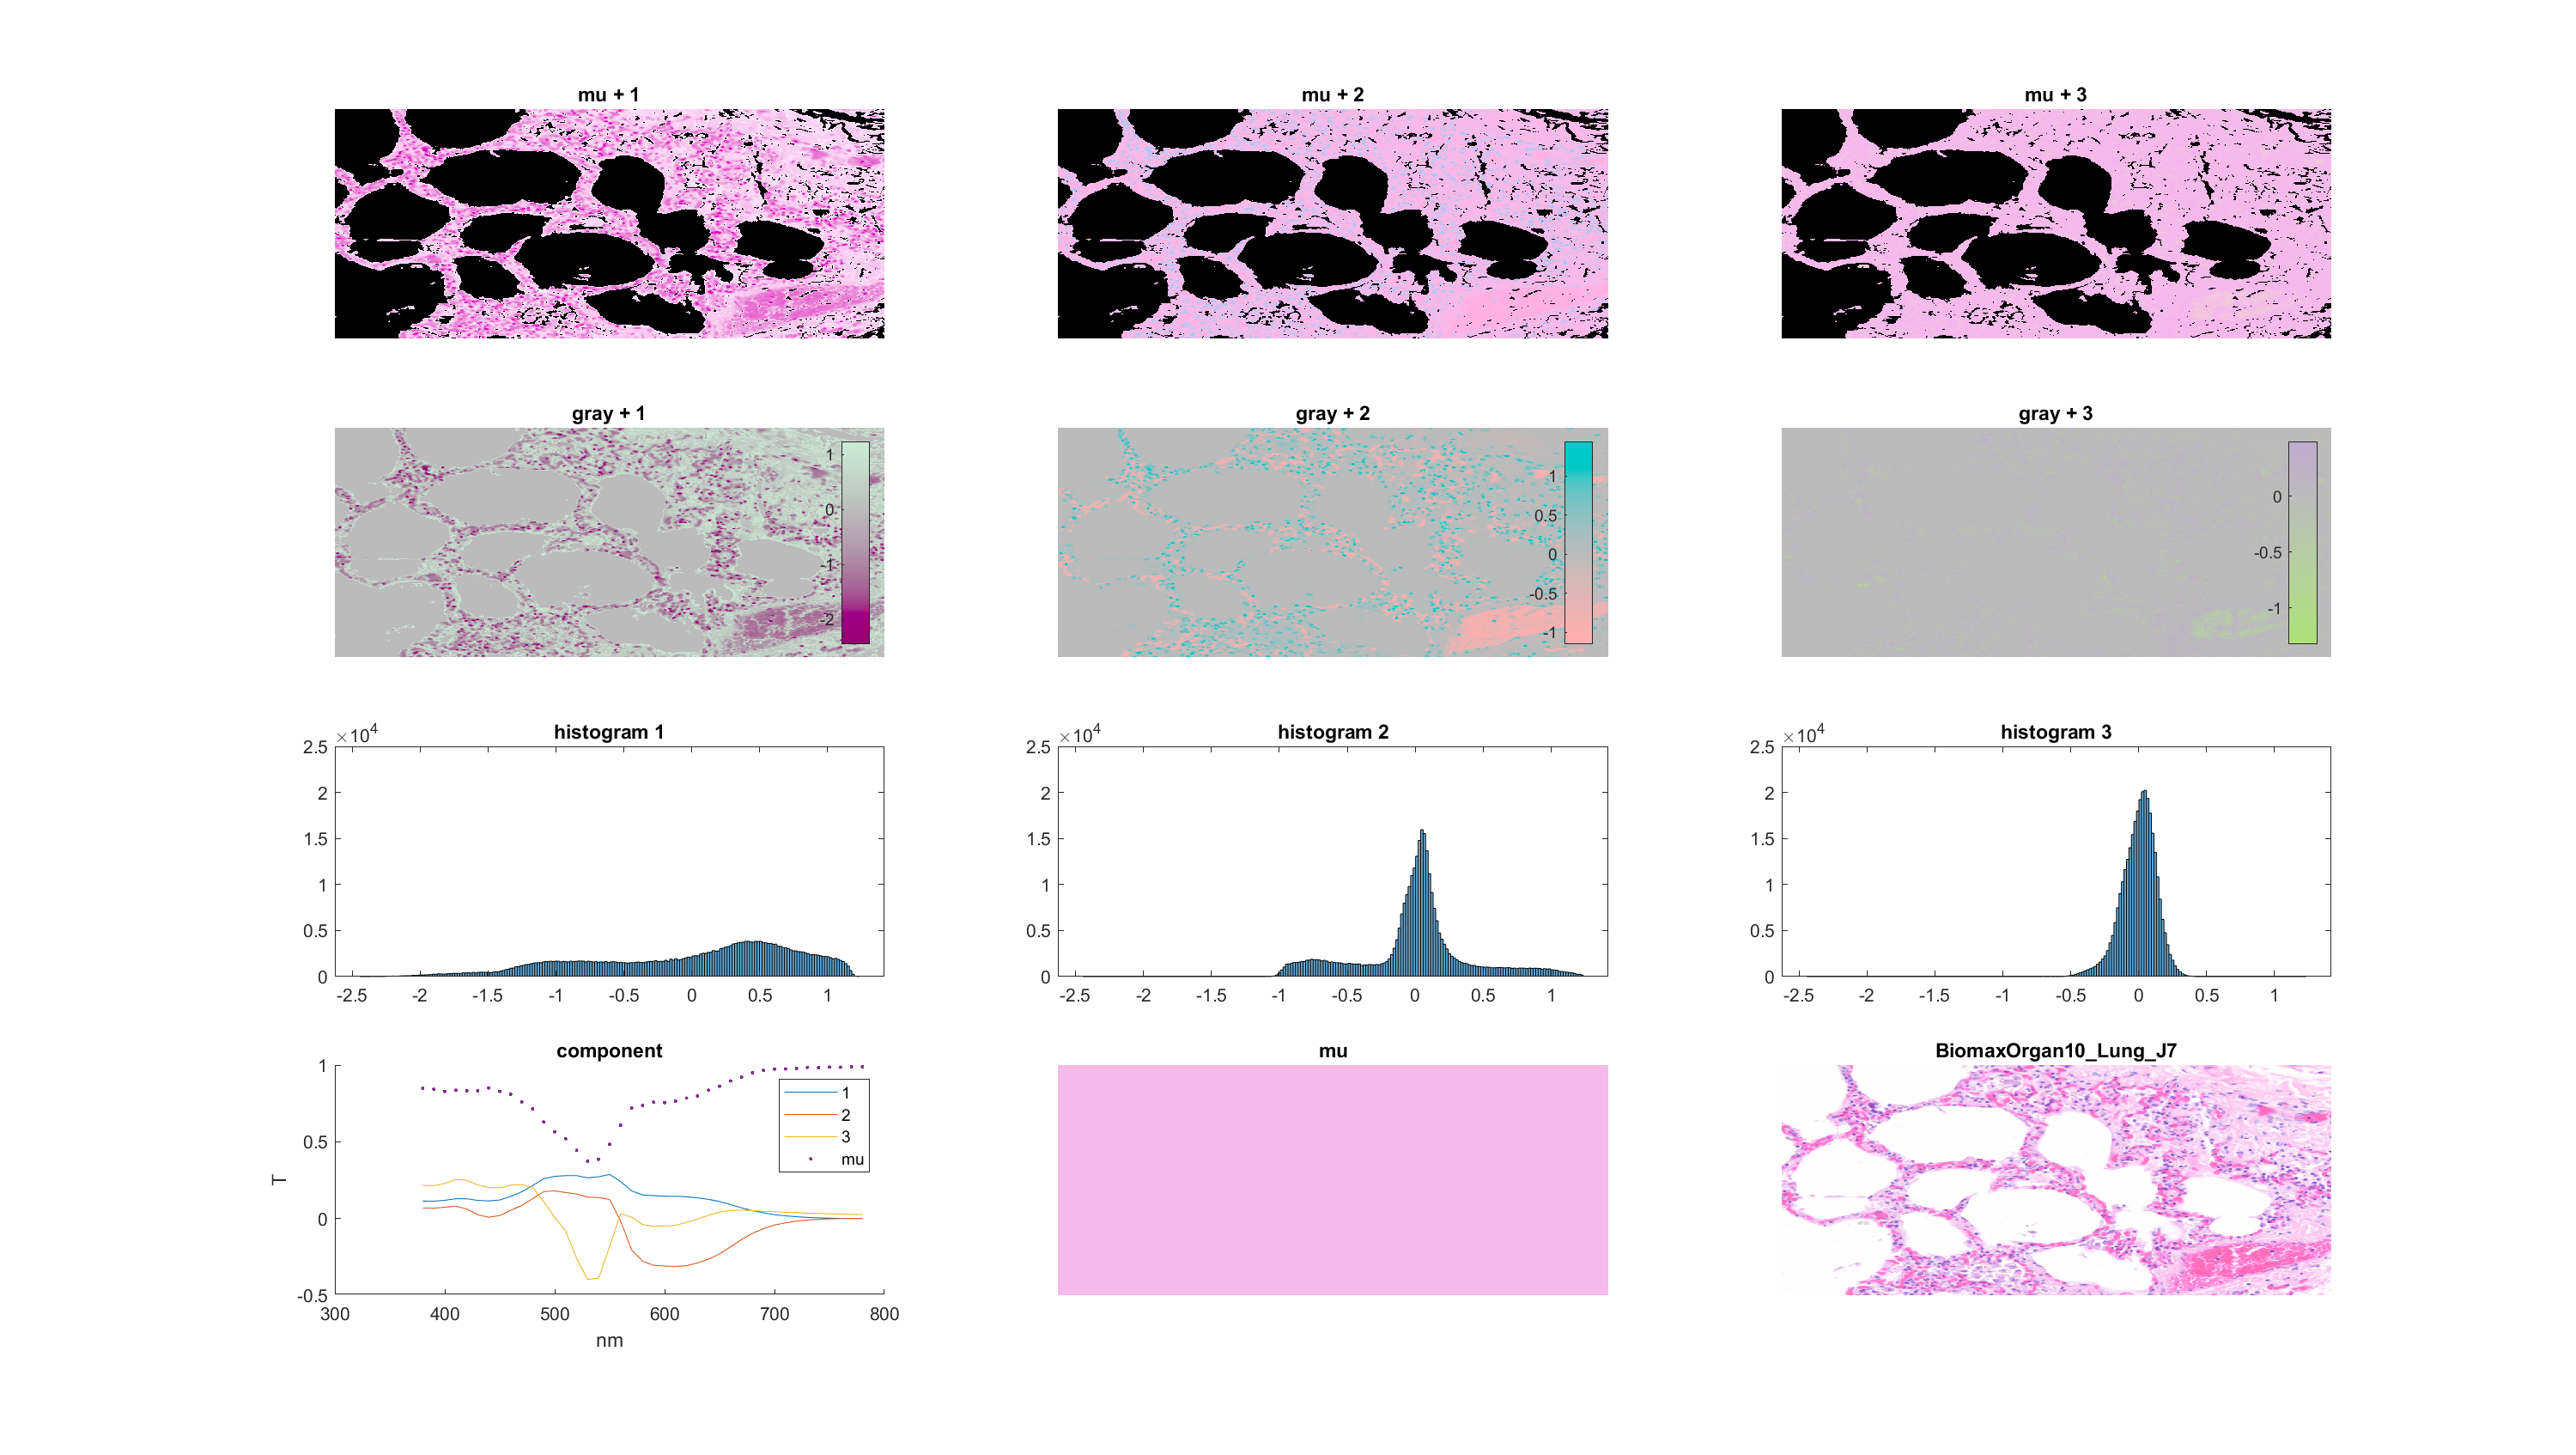 mu + 1
mu + 2
mu + 3
gray + 1
1
0
-1
-2
gray + 2
1
0.5
0
-0.5
-1
gray + 3
0
-0.5
-1
histogram 1
×10⁴
2.5
2
1.5
1
0.5
0
-2.5 -2 -1.5 -1 -0.5 0 0.5 1
histogram 2
×10⁴
2.5
2
1.5
1
0.5
0
-2.5 -2 -1.5 -1 -0.5 0 0.5 1
histogram 3
×10⁴
2.5
2
1.5
1
0.5
0
-2.5 -2 -1.5 -1 -0.5 0 0.5 1
component
1
0.5
0
-0.5
T
300 400 500 600 700 800
nm
1
2
3
mu
mu
BiomaxOrgan10_Lung_J7